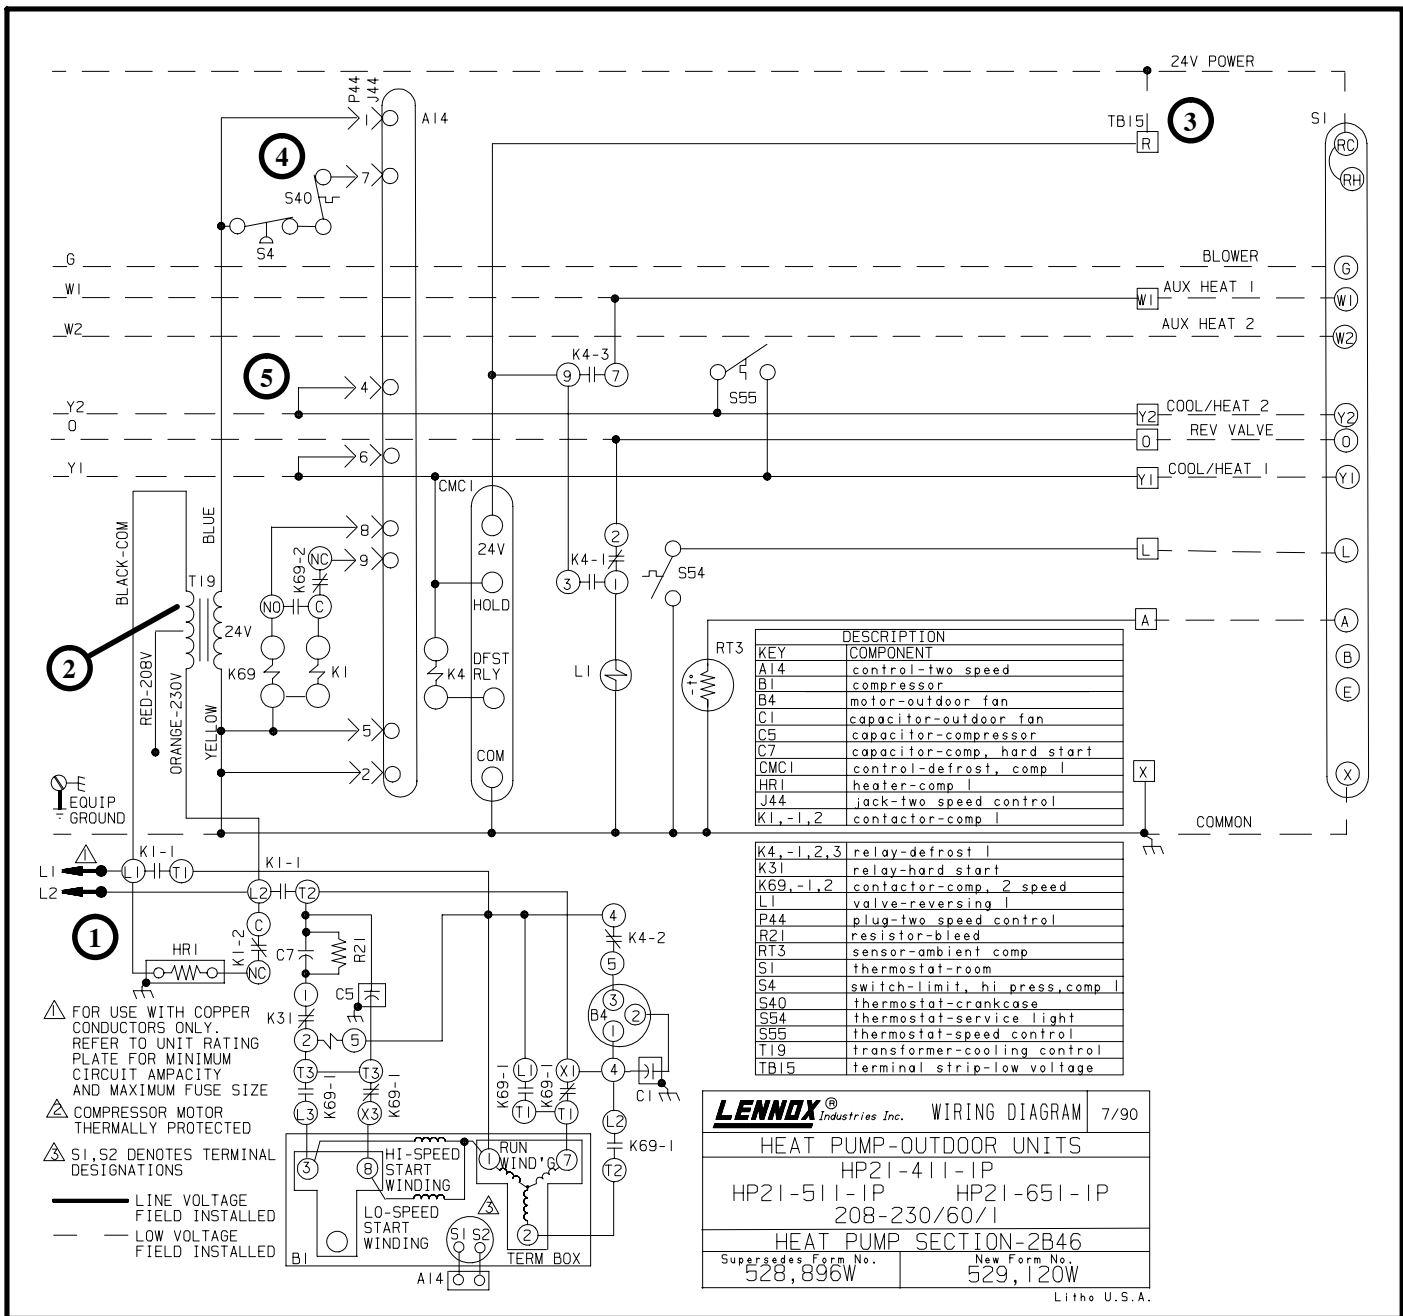 24V POWER
P44
J44
A14
1
TB15
3
R
S1
RC
RH
4
7
S40
S4
G
BLOWER
G
W1
W1
AUX HEAT 1
W1
W2
AUX HEAT 2
W2
5
4
K4-3
9
7
S55
Y2
Y2
COOL/HEAT 2
Y2
O
O
REV VALVE
O
6
Y1
Y1
COOL/HEAT 1
Y1
CMC1
BLACK-COM
BLUE
8
K69-2
NC
9
24V
2
K4-1
3
1
S54
L
L
T19
NO
C
HOLD
24V
2
A
A
RED-208V
ORANGE-230V
YELLOW
K69
K1
K4
DFST
RLY
L1
RT3
-t°
B
E
5
COM
2
X
X
EQUIP
GROUND
COMMON
DESCRIPTION
KEY COMPONENT
A14 control-two speed
B1 compressor
B4 motor-outdoor fan
C1 capacitor-outdoor fan
C5 capacitor-compressor
C7 capacitor-comp, hard start
CMC1 control-defrost, comp 1
HR1 heater-comp 1
J44 jack-two speed control
K1,-1,2 contactor-comp 1
K4,-1,2,3 relay-defrost 1
K31 relay-hard start
K69,-1,2 contactor-comp, 2 speed
L1 valve-reversing 1
P44 plug-two speed control
R21 resistor-bleed
RT3 sensor-ambient comp
S1 thermostat-room
S4 switch-limit, hi press,comp 1
S40 thermostat-crankcase
S54 thermostat-service light
S55 thermostat-speed control
T19 transformer-cooling control
TB15 terminal strip-low voltage
1
K1-1
K1-1
L1
L1
T1
L2
L2
T2
1
C
K1-2
NC
HR1
C7
R21
C5
1
K31
2
5
4
K4-2
5
3
B4
2
1
4
C1
T3
T3
K69-1
K69-1
L3
X3
L1
K69-1
T1
X1
K69-1
T1
L2
K69-1
T2
1 FOR USE WITH COPPER
CONDUCTORS ONLY.
REFER TO UNIT RATING
PLATE FOR MINIMUM
CIRCUIT AMPACITY
AND MAXIMUM FUSE SIZE
2 COMPRESSOR MOTOR
THERMALLY PROTECTED
3 S1,S2 DENOTES TERMINAL
DESIGNATIONS
LINE VOLTAGE
FIELD INSTALLED
LOW VOLTAGE
FIELD INSTALLED
3
8
HI-SPEED
START
WINDING
LO-SPEED
START
WINDING
1
RUN
WIND'G
7
2
3
S1 S2
B1
TERM BOX
A14
LENNOX ® Industries Inc. WIRING DIAGRAM 7/90
HEAT PUMP-OUTDOOR UNITS
HP21-411-1P
HP21-511-1P HP21-651-1P
208-230/60/1
HEAT PUMP SECTION-2B46
Supersedes Form No. New Form No.
528,896W 529,120W
Litho U.S.A.